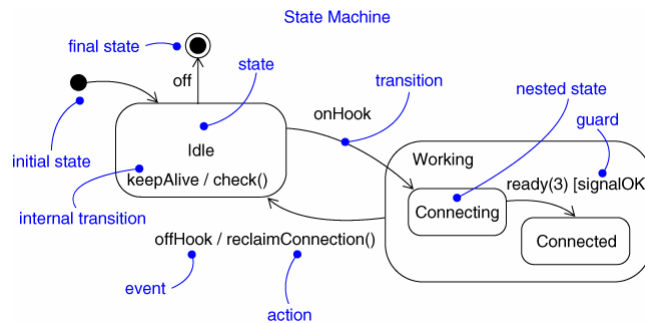 State Machine
final state
state
off
transition
nested state
onHook
guard
initial state
Idle
Working
keepAlive / check()
ready(3) [signalOK
internal transition
Connecting
offHook / reclaimConnection()
Connected
event
action